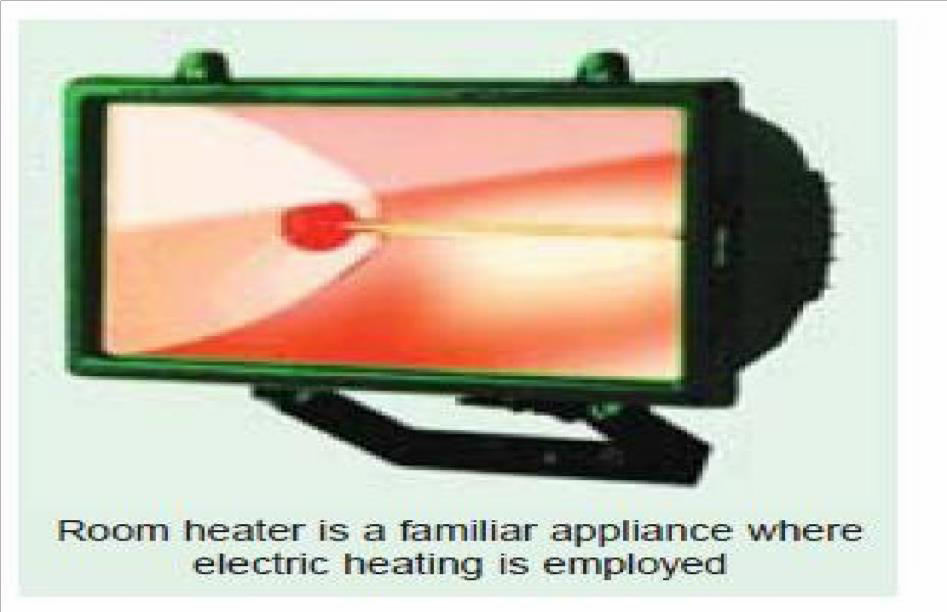 Room heater is a familiar appliance where
electric heating is employed